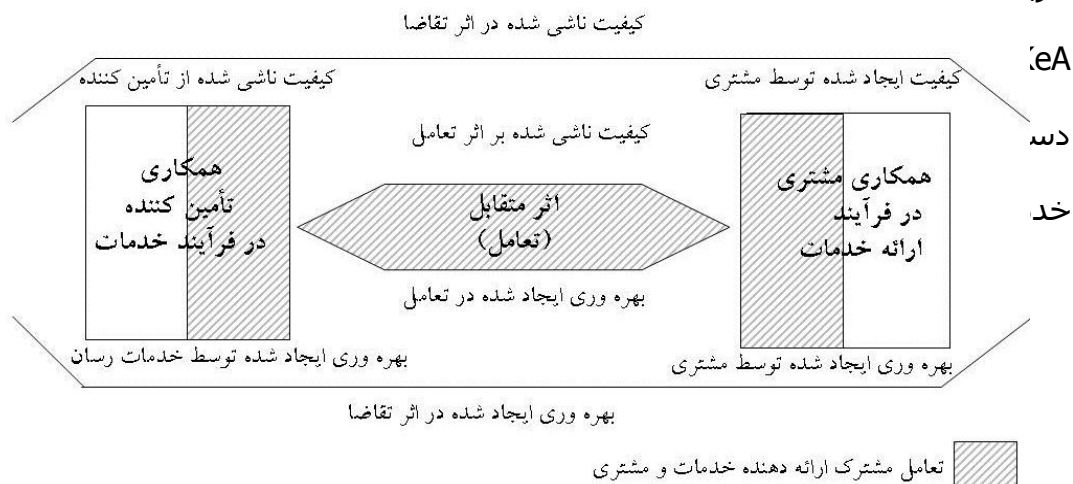 کیفیت ناشی شده در اثر تقاضا
کیفیت ایجاد شده توسط مشتری
کیفیت ناشی شده از تأمین کننده
کیفیت ناشی شده بر اثر تعامل
همکاری مشتری
در فرآیند
ارائه خدمات
اثر متقابل
(تعامل)
همکاری
تأمین کننده
در فرآیند خدمات
بهره وری ایجاد شده در تعامل
بهره وری ایجاد شده توسط مشتری
بهره وری ایجاد شده توسط خدمات رسان
بهره وری ایجاد شده در اثر تقاضا
تعامل مشترک ارائه دهنده خدمات و مشتری